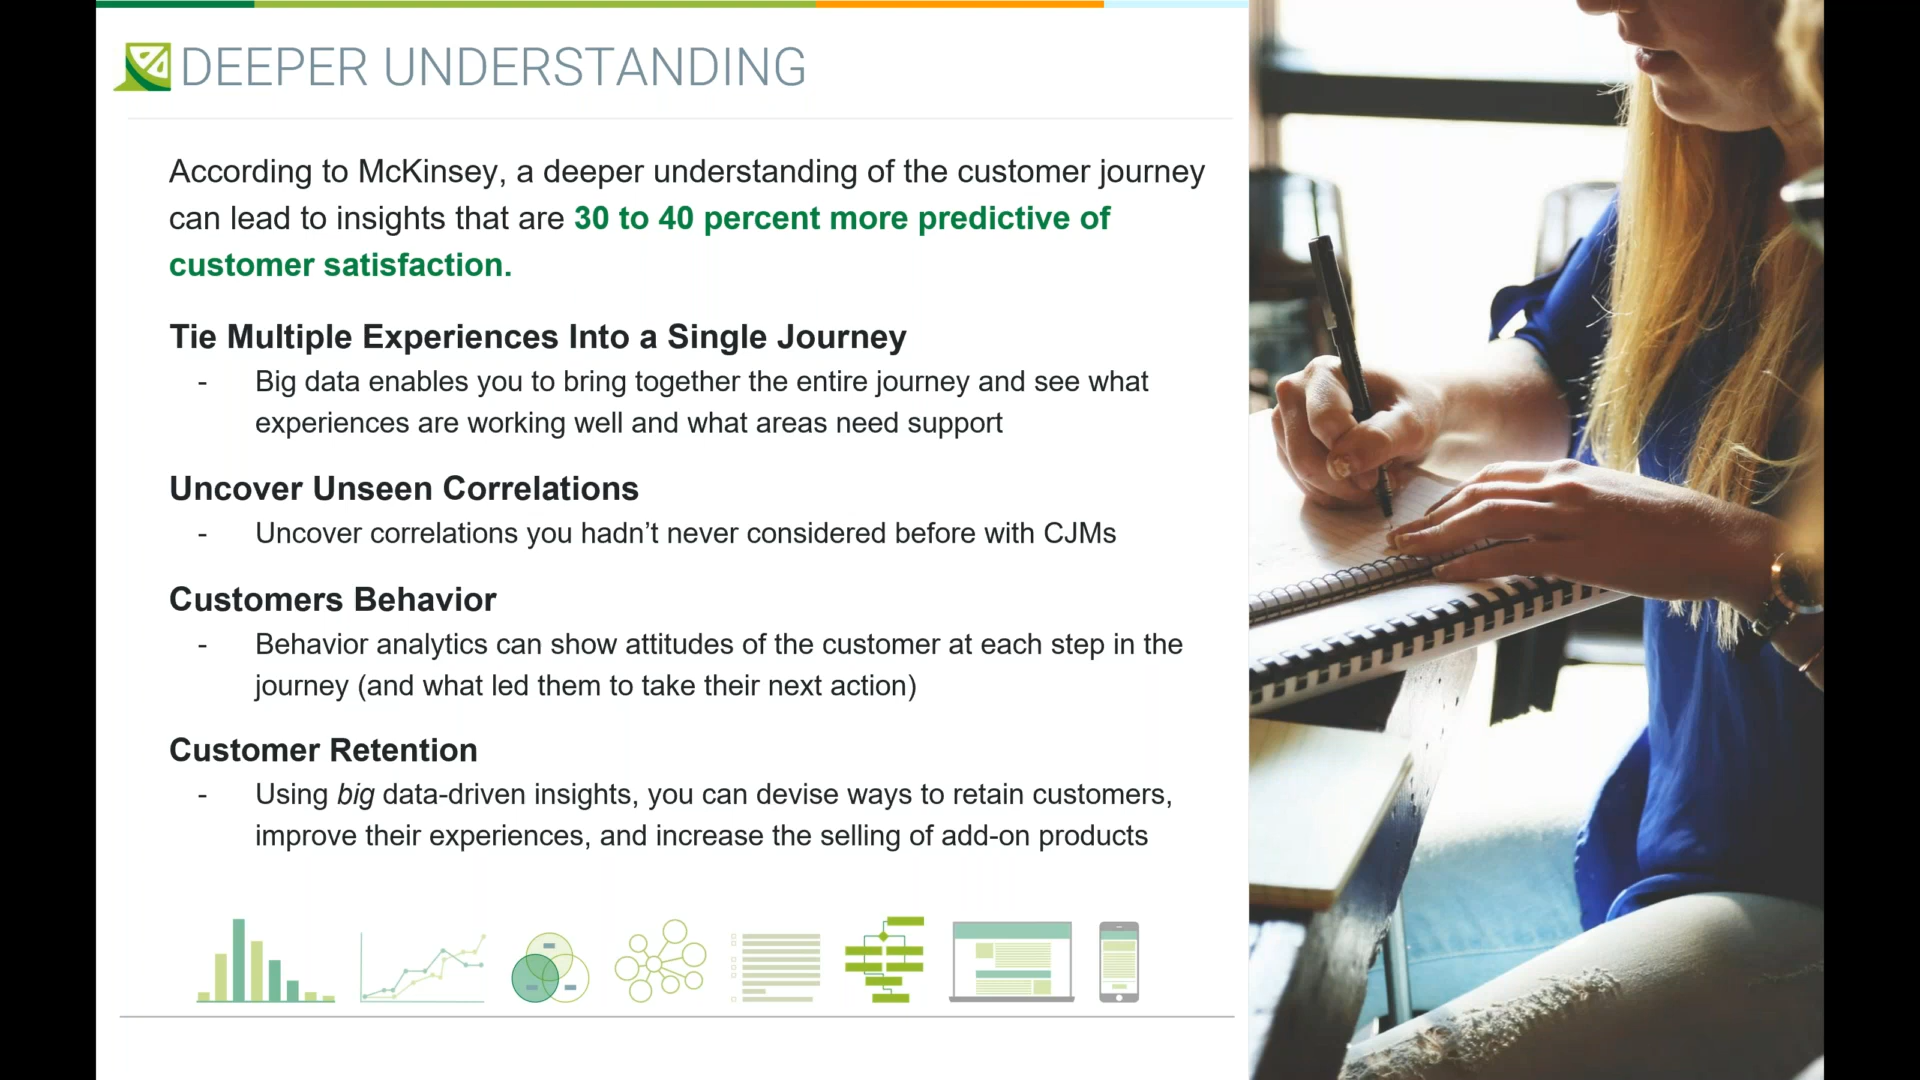 DEEPER UNDERSTANDING
According to McKinsey, a deeper understanding of the customer journey
can lead to insights that are 30 to 40 percent more predictive of
customer satisfaction.
Tie Multiple Experiences Into a Single Journey
- Big data enables you to bring together the entire journey and see what
experiences are working well and what areas need support
Uncover Unseen Correlations
- Uncover correlations you hadn’t never considered before with CJMs
Customers Behavior
- Behavior analytics can show attitudes of the customer at each step in the
journey (and what led them to take their next action)
Customer Retention
- Using big data-driven insights, you can devise ways to retain customers,
improve their experiences, and increase the selling of add-on products